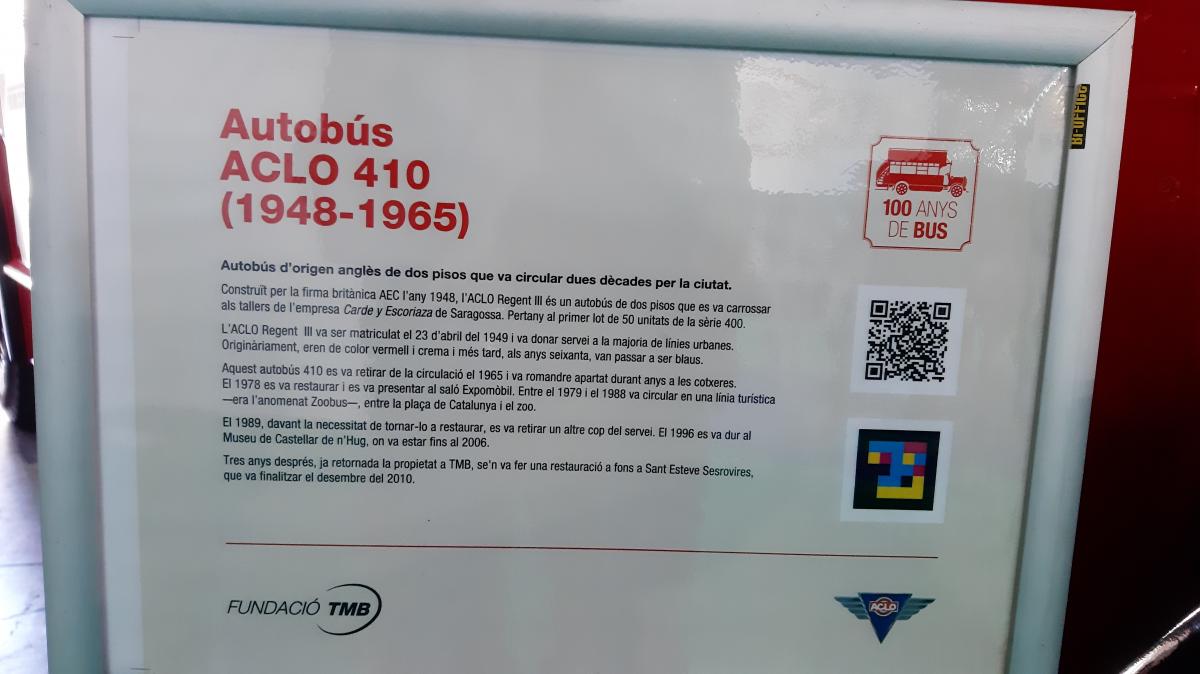 Autobús
ACLO 410
(1948-1965)
BI-OFFICE
100 ANYS
DE BUS
Autobús d'origen anglès de dos pisos que va circular dues dècades per la ciutat.
Construït per la firma britànica AEC l'any 1948, l'ACLO Regent III és un autobús de dos pisos que es va carrossar
als tallers de l'empresa Carde y Escoriaza de Saragossa. Pertany al primer lot de 50 unitats de la sèrie 400.
L'ACLO Regent III va ser matriculat el 23 d'abril del 1949 i va donar servei a la majoria de línies urbanes.
Originàriament, eren de color vermell i crema i més tard, als anys seixanta, van passar a ser blaus.
Aquest autobús 410 es va retirar de la circulació el 1965 i va romandre apartat durant anys a les cotxeres.
El 1978 es va restaurar i es va presentar al saló Expomòbil. Entre el 1979 i el 1988 va circular en una línia turística
—era l'anomenat Zoobus—, entre la plaça de Catalunya i el zoo.
El 1989, davant la necessitat de tornar-lo a restaurar, es va retirar un altre cop del servei. El 1996 es va dur al
Museu de Castellar de n'Hug, on va estar fins al 2006.
Tres anys després, ja retornada la propietat a TMB, se'n va fer una restauració a fons a Sant Esteve Sesrovires,
que va finalitzar el desembre del 2010.
FUNDACIÓ TMB
ACLO